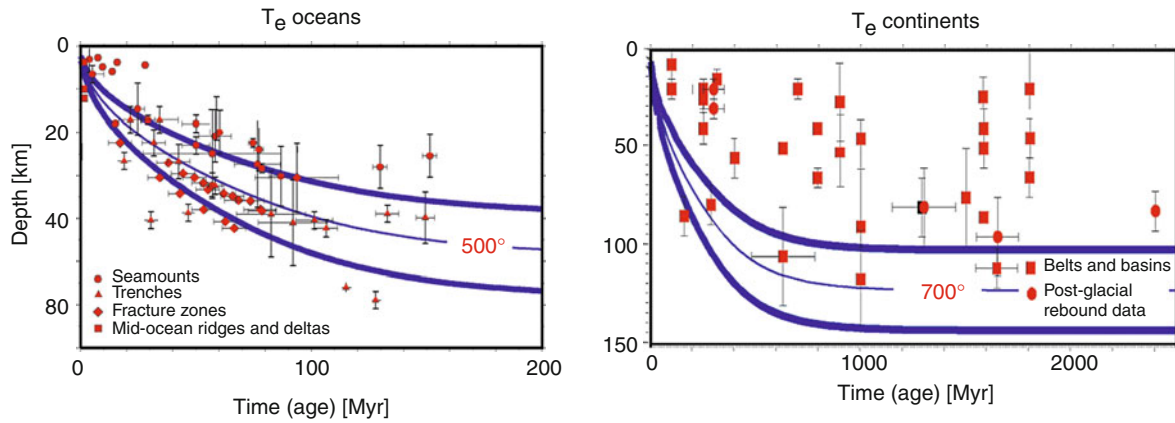 Te oceans
0
20
40
60
80
Depth [km]
500°
Seamounts
Trenches
Fracture zones
Mid-ocean ridges and deltas
0
100
200
Time (age) [Myr]
Te continents
0
50
100
150
700°
Belts and basins
Post-glacial
rebound data
0
1000
2000
Time (age) [Myr]